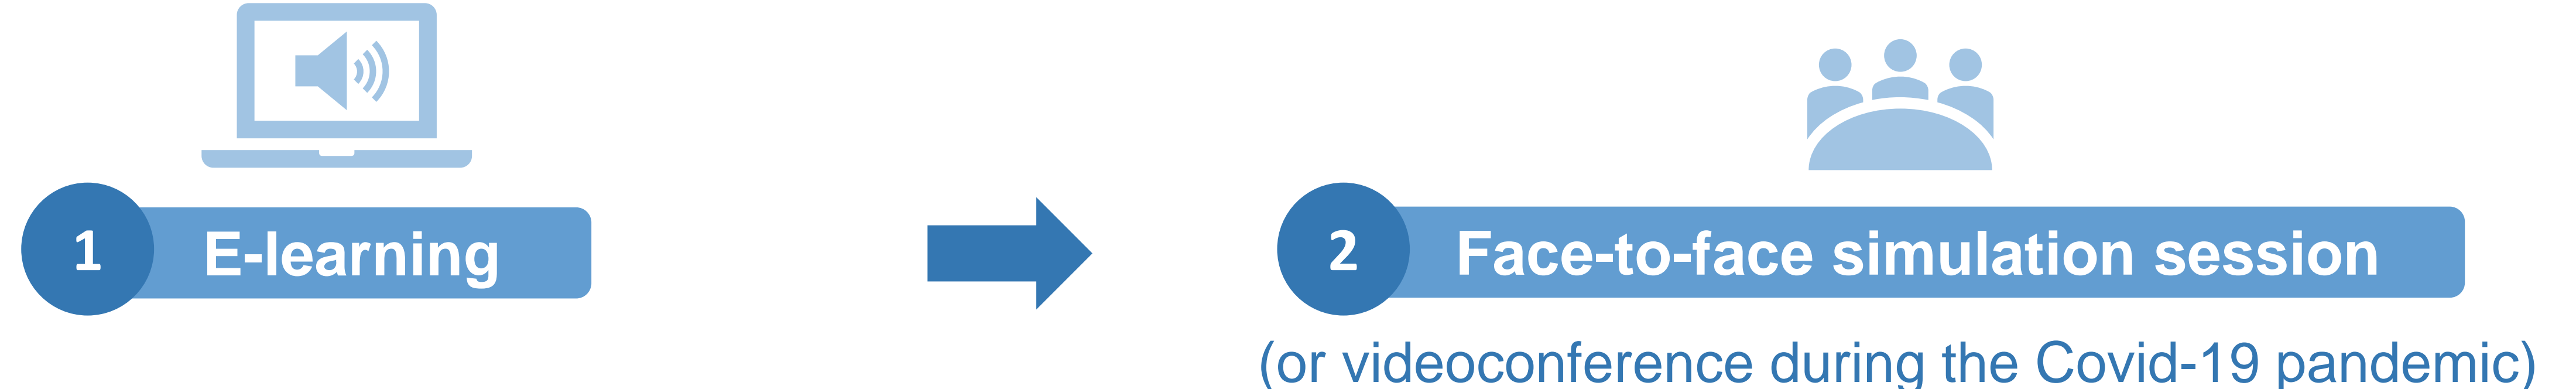 1 E-learning
2 Face-to-face simulation session
(or videoconference during the Covid-19 pandemic)